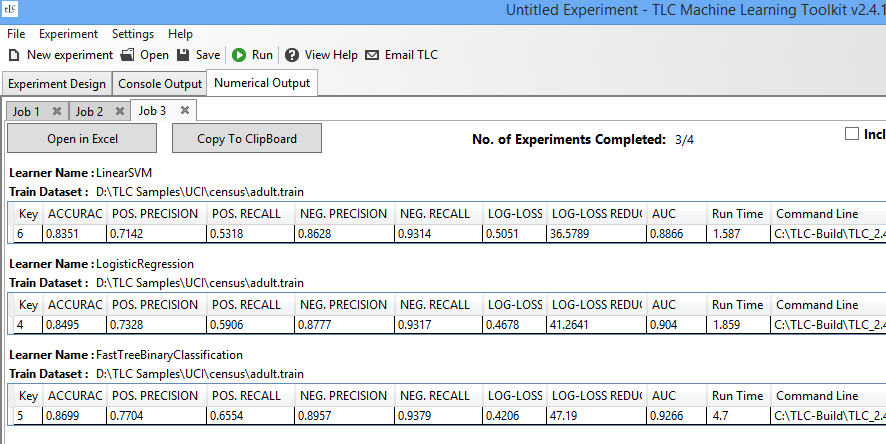 tlc Untitled Experiment - TLC Machine Learning Toolkit v2.4.1
File Experiment Settings Help
New experiment Open Save Run View Help Email TLC
Experiment Design Console Output Numerical Output
Job 1 Job 2 Job 3
Open in Excel Copy To ClipBoard No. of Experiments Completed: 3/4 Incl
Learner Name : LinearSVM
Train Dataset : D:\TLC Samples\UCI\census\adult.train
Key ACCURAC POS. PRECISION POS. RECALL NEG. PRECISION NEG. RECALL LOG-LOSS LOG-LOSS REDUC AUC Run Time Command Line
6 0.8351 0.7142 0.5318 0.8628 0.9314 0.5051 36.5789 0.8866 1.587 C:\TLC-Build\TLC_2.4
Learner Name : LogisticRegression
Train Dataset : D:\TLC Samples\UCI\census\adult.train
Key ACCURAC POS. PRECISION POS. RECALL NEG. PRECISION NEG. RECALL LOG-LOSS LOG-LOSS REDUC AUC Run Time Command Line
4 0.8495 0.7328 0.5906 0.8777 0.9317 0.4678 41.2641 0.904 1.859 C:\TLC-Build\TLC_2.4
Learner Name : FastTreeBinaryClassification
Train Dataset : D:\TLC Samples\UCI\census\adult.train
Key ACCURAC POS. PRECISION POS. RECALL NEG. PRECISION NEG. RECALL LOG-LOSS LOG-LOSS REDUC AUC Run Time Command Line
5 0.8699 0.7704 0.6554 0.8957 0.9379 0.4206 47.19 0.9266 4.7 C:\TLC-Build\TLC_2.4